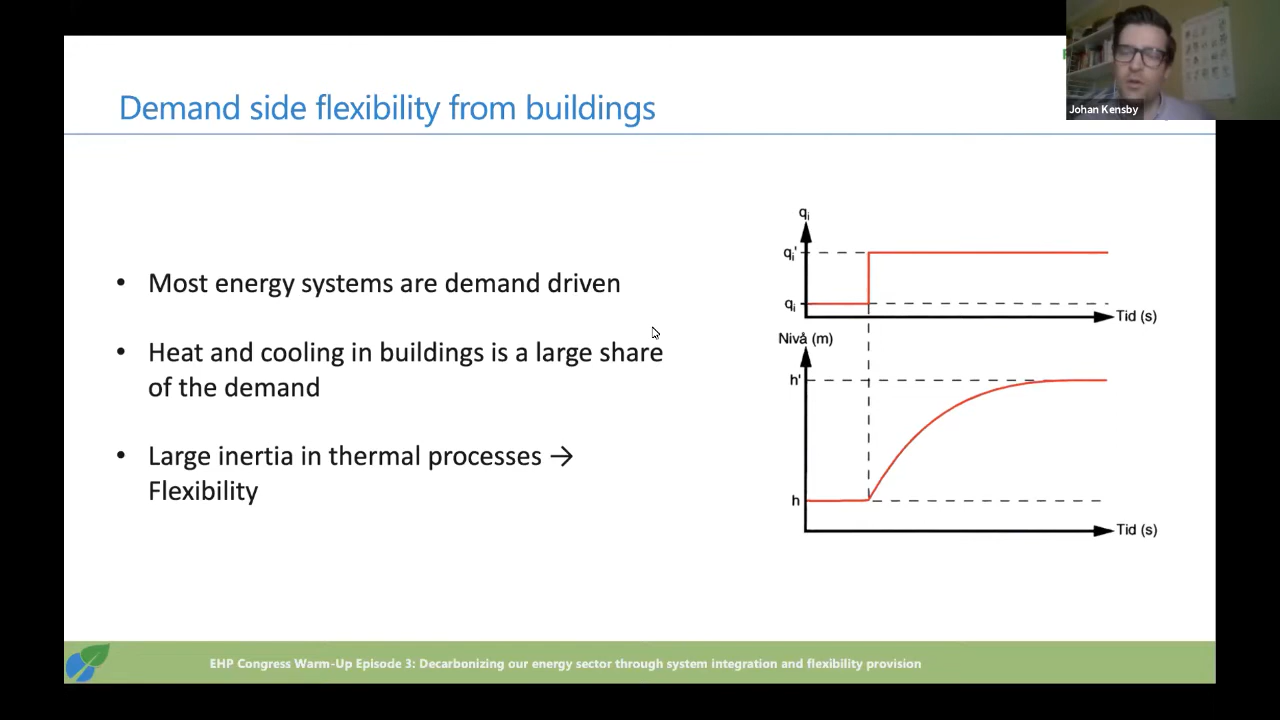 Demand side flexibility from buildings
Johan Kensby
• Most energy systems are demand driven
• Heat and cooling in buildings is a large share
of the demand
• Large inertia in thermal processes →
Flexibility
qi
qi'
qi
Tid (s)
Nivå (m)
h'
h
Tid (s)
EHP Congress Warm-Up Episode 3: Decarbonizing our energy sector through system integration and flexibility provision